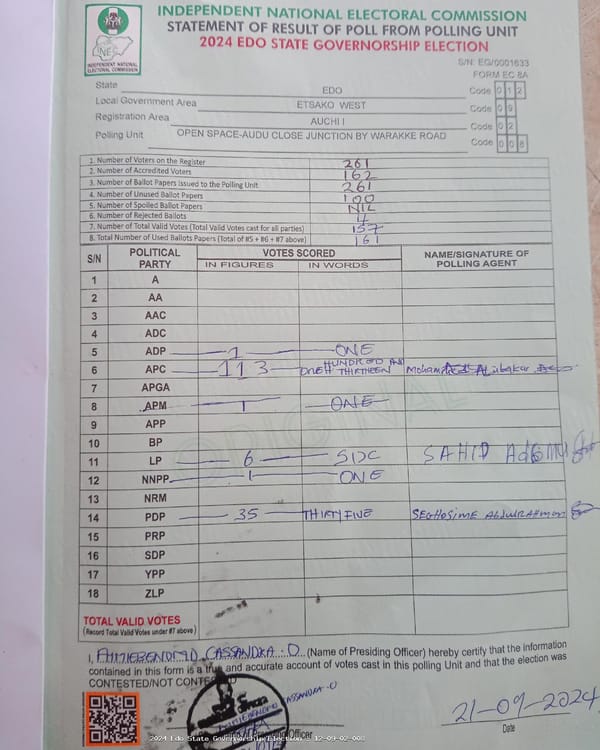 INDEPENDENT NATIONAL ELECTORAL COMMISSION
STATEMENT OF RESULT OF POLL FROM POLLING UNIT
2024 EDO STATE GOVERNORSHIP ELECTION
INEC
INDEPENDENT NATIONAL ELECTORAL COMMISSION
S/N: EG/0001633
FORM EC 8A
State EDO Code 0 1 2
Local Government Area ETSAKO WEST Code 0 9
Registration Area AUCHI I Code 0 2
Polling Unit OPEN SPACE-AUDU CLOSE JUNCTION BY WARAKKE ROAD Code 0 0 8
1. Number of Voters on the Register 261
2. Number of Accredited Voters 162
3. Number of Ballot Papers issued to the Polling Unit 261
4. Number of Unused Ballot Papers 100
5. Number of Spoiled Ballot Papers NIL
6. Number of Rejected Ballots 4
7. Number of Total Valid Votes (Total Valid Votes cast for all parties) 157
8. Total Number of Used Ballots Papers (Total of #5 + #6 + #7 above) 161
S/N POLITICAL PARTY VOTES SCORED NAME/SIGNATURE OF POLLING AGENT
IN FIGURES IN WORDS
1 A
2 AA
3 AAC
4 ADC
5 ADP 1 ONE
6 APC 113 ONE HUNDRED AND THIRTEEN Abubakar
7 APGA
8 APM 1 ONE
9 APP
10 BP
11 LP 6 SIX SAHID
12 NNPP 1 ONE
13 NRM
14 PDP 35 THIRTY FIVE SEGHOSIME AbdulRAHman
15 PRP
16 SDP
17 YPP
18 ZLP
TOTAL VALID VOTES
(Record Total Valid Votes under #7 above)
I, CASSANDRA . O (Name of Presiding Officer) hereby certify that the information
contained in this form is a true and accurate account of votes cast in this polling Unit and that the election was
CONTESTED/NOT CONTESTED
CASSANDRA . O
21-09-2024
Officer
Date
2024 Edo State Governorship Election - 12-09-02-008
ORIGINAL